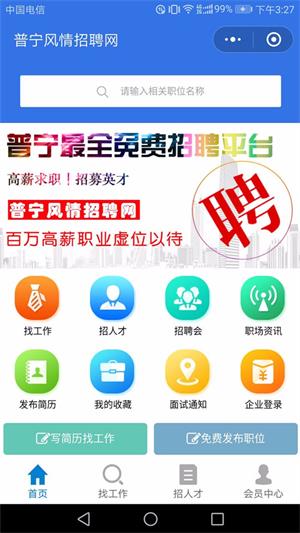 中国电信 99% 下午3:27
普宁风情招聘网
请输入相关职位名称
普宁最全免费招聘平台
高薪求职！招募英才
普宁风情招聘网
百万高薪职业虚位以待
聘
找工作 招人才 招聘会 职场资讯
发布简历 我的收藏 面试通知 企业登录
写简历找工作 免费发布职位
首页 找工作 招人才 会员中心